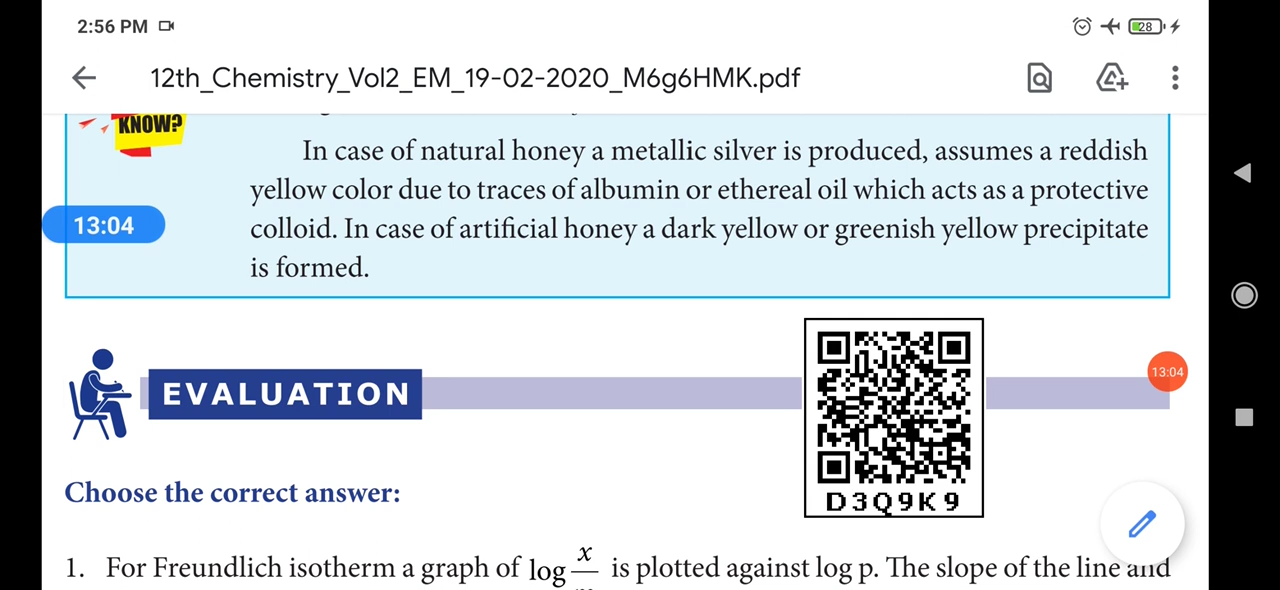 2:56 PM
28
12th_Chemistry_Vol2_EM_19-02-2020_M6g6HMK.pdf
KNOW?
In case of natural honey a metallic silver is produced, assumes a reddish
yellow color due to traces of albumin or ethereal oil which acts as a protective
13:04
colloid. In case of artificial honey a dark yellow or greenish yellow precipitate
is formed.
13:04
EVALUATION
D3Q9K9
Choose the correct answer:
1. For Freundlich isotherm a graph of log x/ is plotted against log p. The slope of the line and